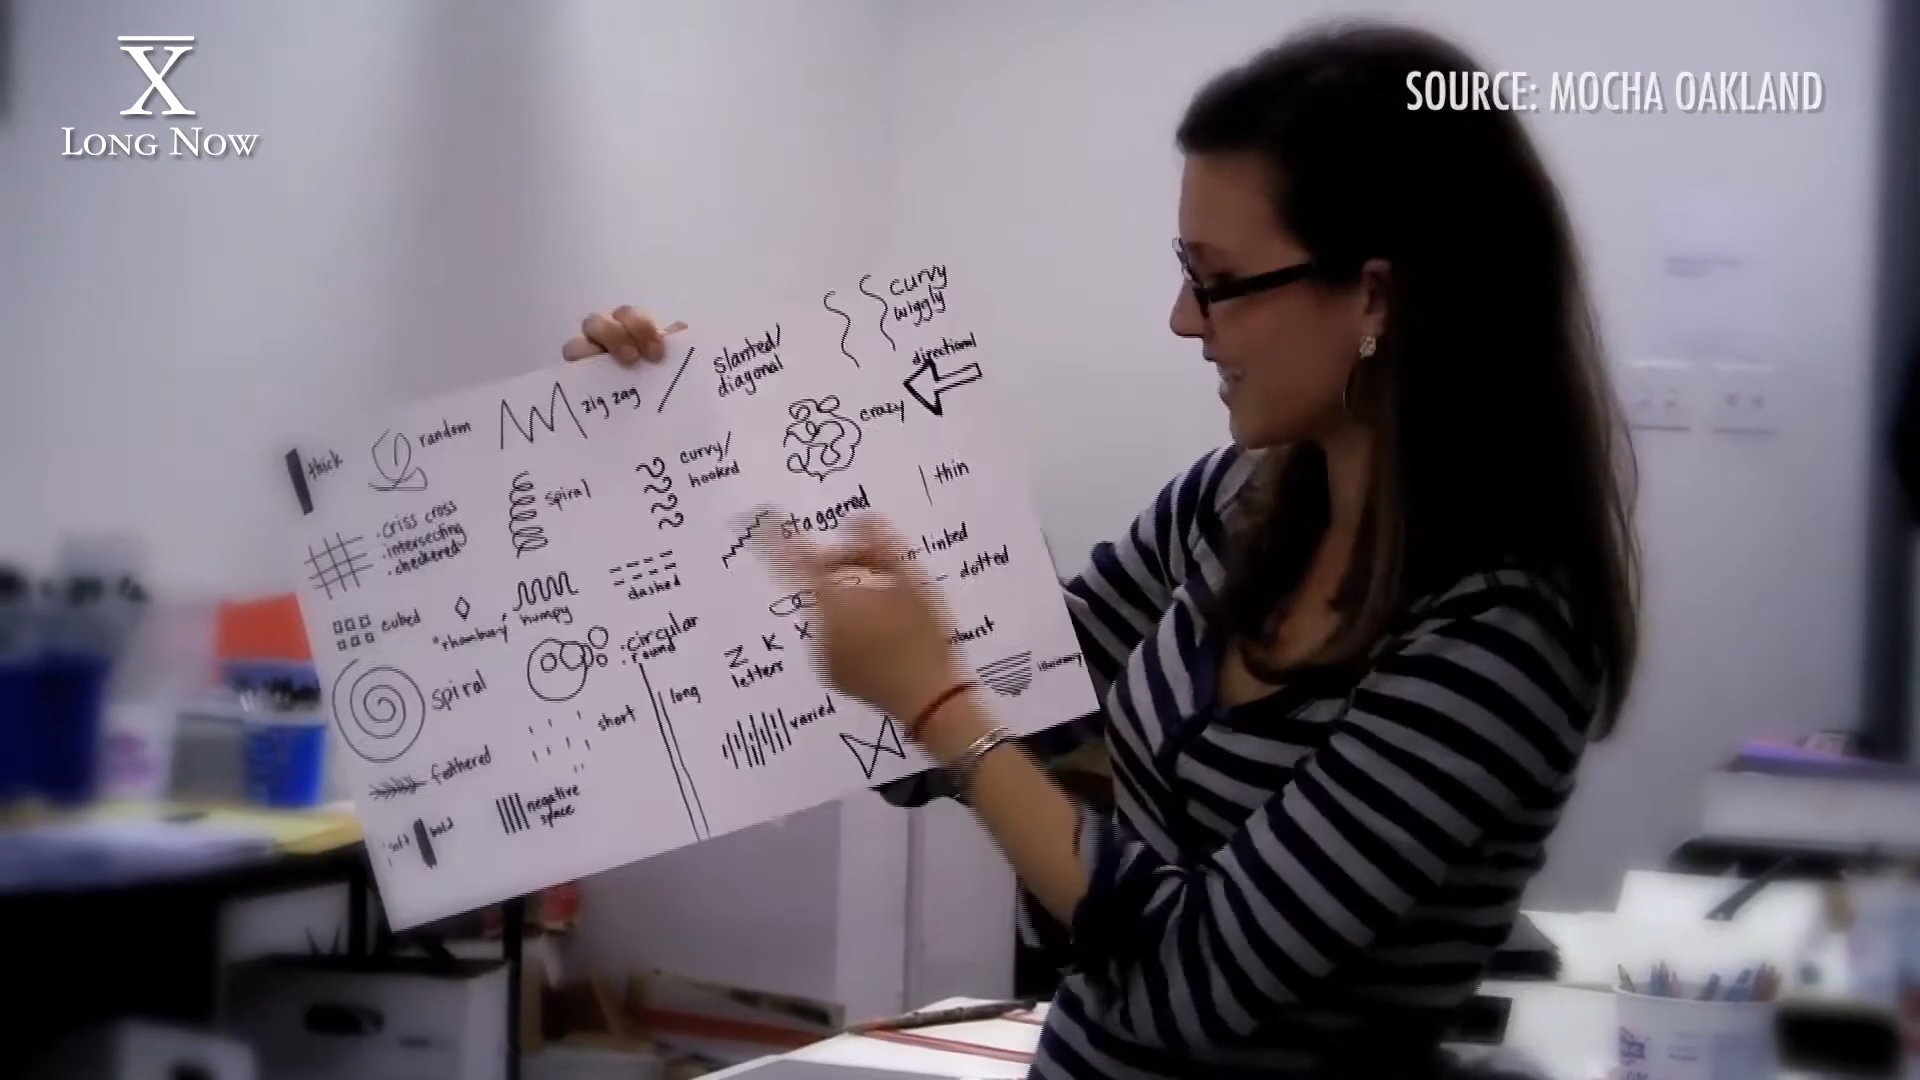 X
LONG NOW
SOURCE: MOCHA OAKLAND
curvy
wiggly
directional
slanted/
diagonal
zig zag
random
thick
crazy
curvy/
hooked
spiral
thin
staggered
· criss cross
· intersecting
· checkered
dashed
dotted
cubed
"rhombusy"
humpy
· circular
· round
Z K X
letters
long
spiral
short
varied
feathered
negative
space
soft
bold